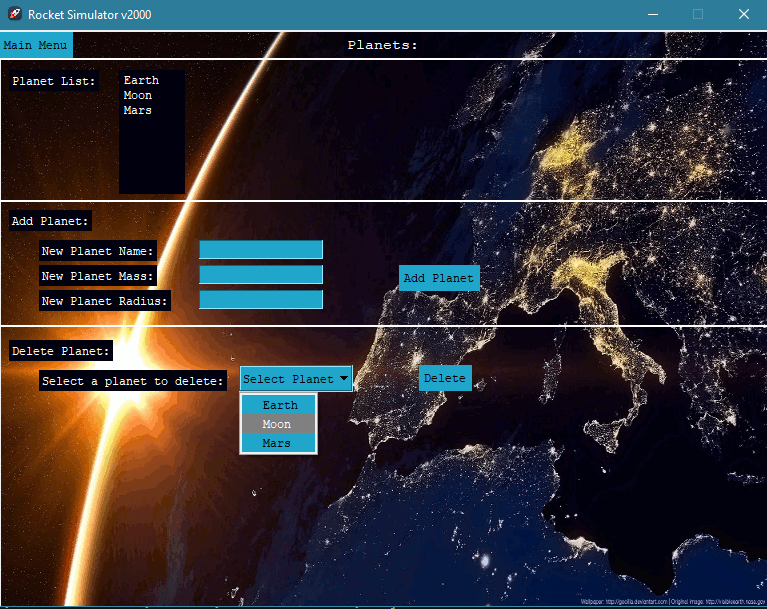 Rocket Simulator v2000
Main Menu
Planets:
Planet List:
Earth
Moon
Mars
Add Planet:
New Planet Name:
New Planet Mass:
Add Planet
New Planet Radius:
Delete Planet:
Select a planet to delete:
Select Planet
Delete
Earth
Moon
Mars
Wallpaper: http://gocilla.deviantart.com | Original image: http://visibleearth.nasa.gov